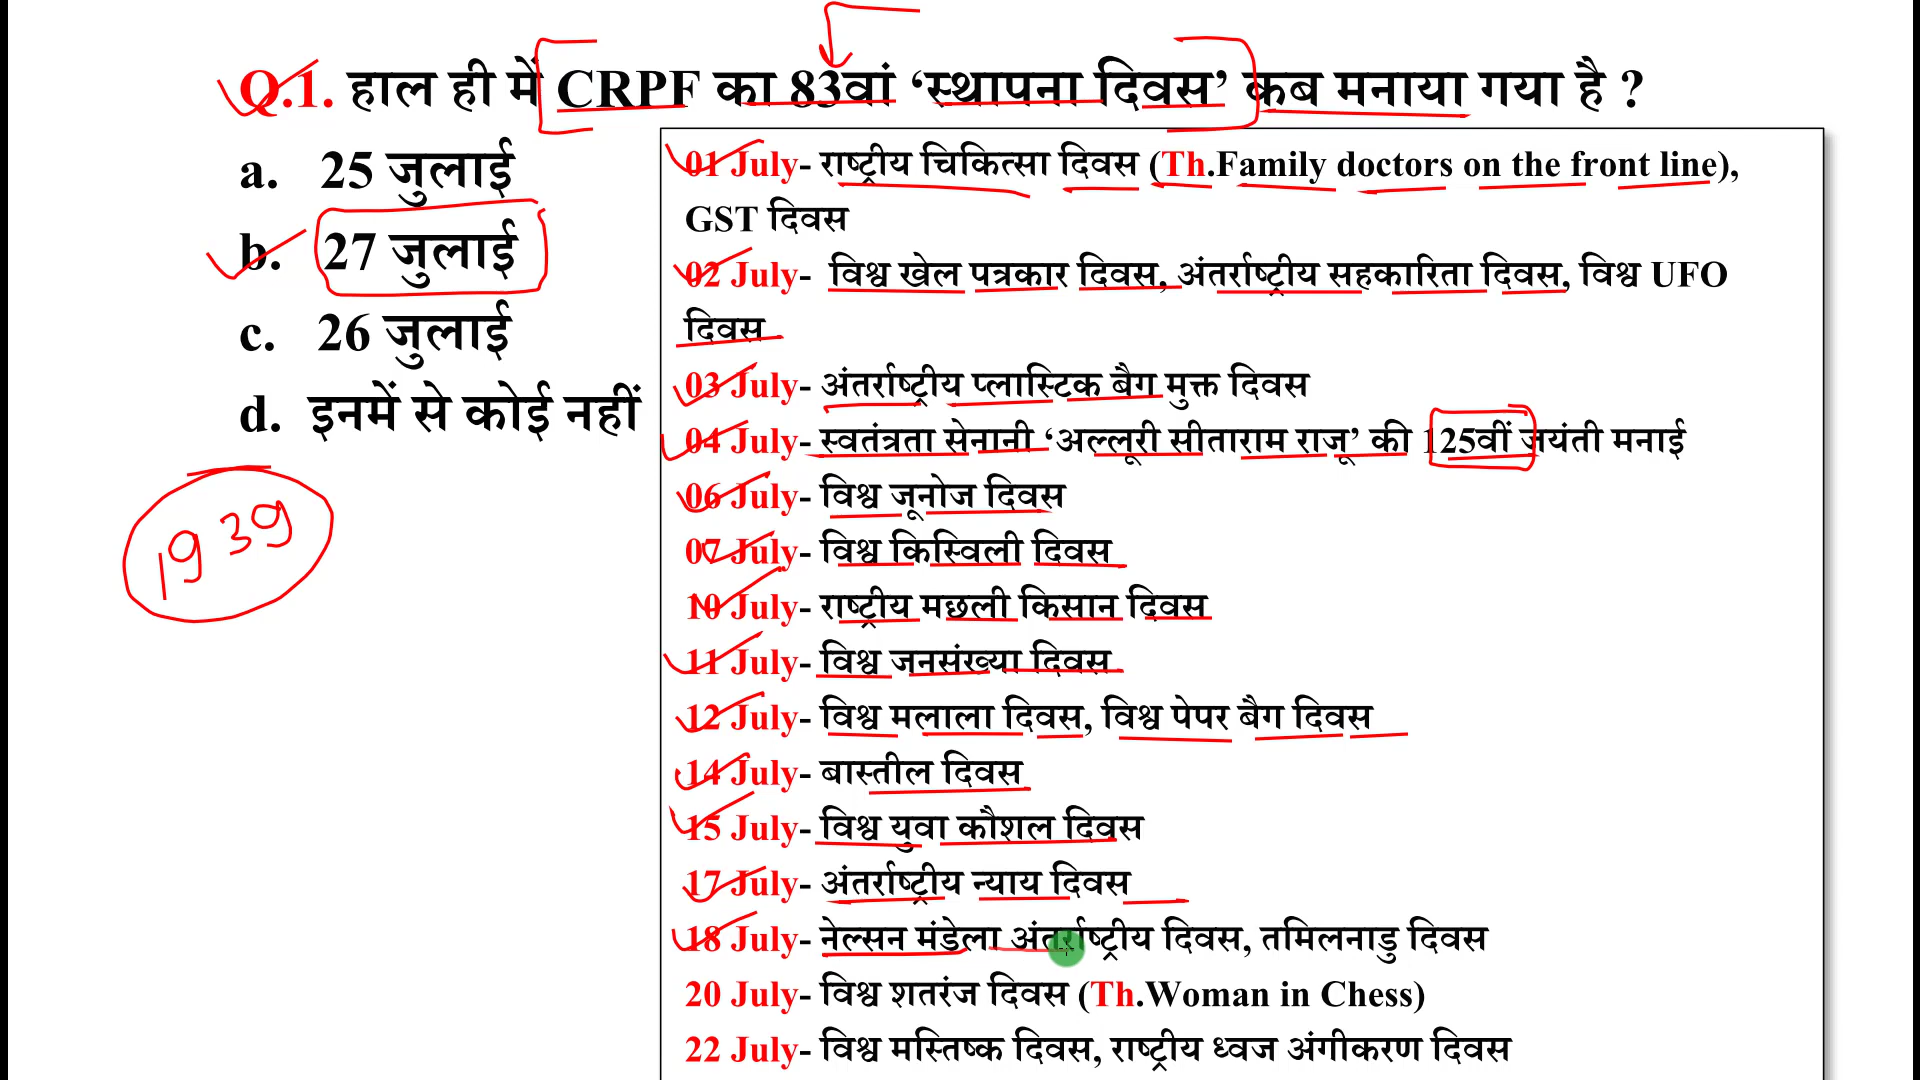 Q.1. हाल ही में CRPF का 83वां ‘स्थापना दिवस’ कब मनाया गया है ?
a. 25 जुलाई
b. 27 जुलाई
c. 26 जुलाई
d. इनमें से कोई नहीं
1939
01 July- राष्ट्रीय चिकित्सा दिवस (Th.Family doctors on the front line),
GST दिवस
02 July- विश्व खेल पत्रकार दिवस, अंतर्राष्ट्रीय सहकारिता दिवस, विश्व UFO
दिवस
03 July- अंतर्राष्ट्रीय प्लास्टिक बैग मुक्त दिवस
04 July- स्वतंत्रता सेनानी ‘अल्लूरी सीताराम राजू’ की 125वीं जयंती मनाई
06 July- विश्व जूनोज दिवस
07 July- विश्व किस्विली दिवस
10 July- राष्ट्रीय मछली किसान दिवस
11 July- विश्व जनसंख्या दिवस
12 July- विश्व मलाला दिवस, विश्व पेपर बैग दिवस
14 July- बास्तील दिवस
15 July- विश्व युवा कौशल दिवस
17 July- अंतर्राष्ट्रीय न्याय दिवस
18 July- नेल्सन मंडेला अंतर्राष्ट्रीय दिवस, तमिलनाडु दिवस
20 July- विश्व शतरंज दिवस (Th.Woman in Chess)
22 July- विश्व मस्तिष्क दिवस, राष्ट्रीय ध्वज अंगीकरण दिवस